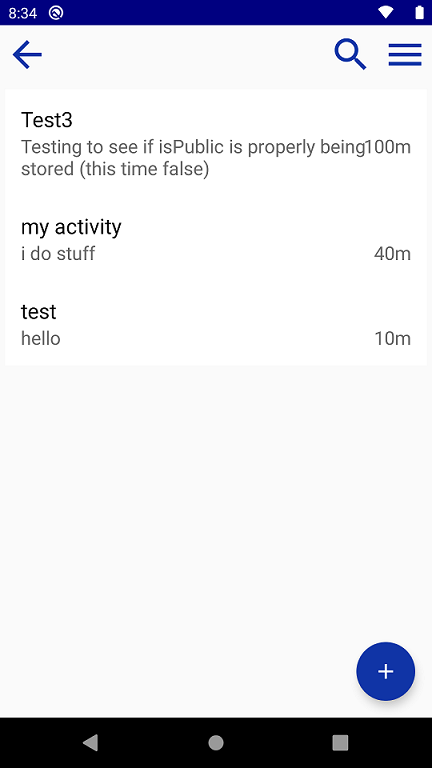 8:34
Test3
Testing to see if isPublic is properly being 100m
stored (this time false)
my activity
i do stuff 40m
test
hello 10m